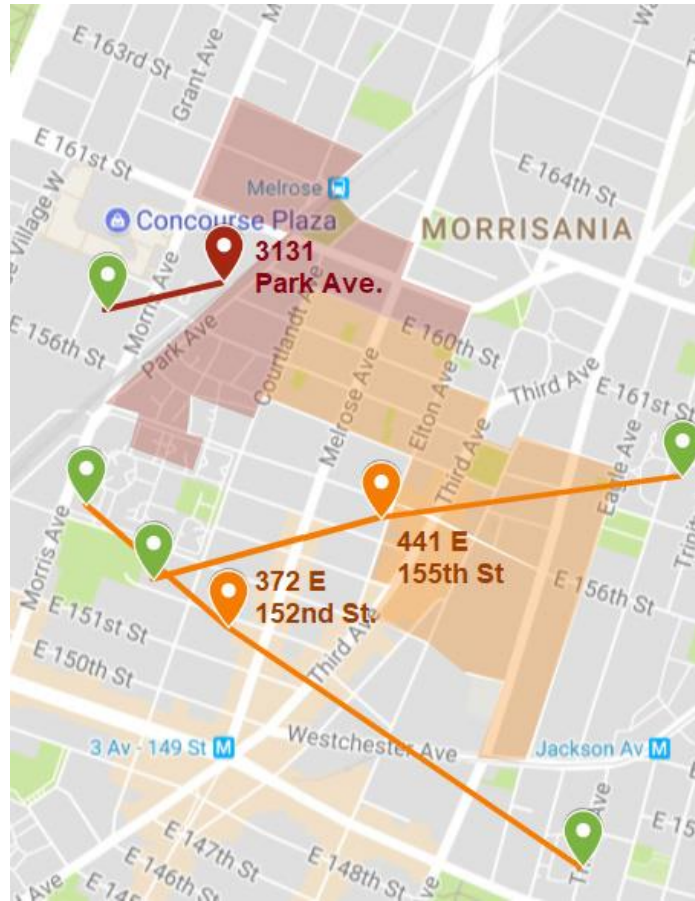 E 163rd St
Grant Ave
E 161st St
Melrose
E 164th St
Concourse Plaza
MORRISANIA
Village W
Morris Ave
3131
Park Ave.
E 156th St
Park Ave
Courtlandt Ave
E 160th St
Third Ave
E 161st St
Melrose Ave
Elton Ave
Third Ave
Eagle Ave
Morris Ave
441 E
155th St
372 E
152nd St.
E 156th St
E 151st St
E 150th St
Third Ave
3 Av - 149 St M
Westchester Ave
Jackson Av M
E 147th St
E 146th St
E 148th St